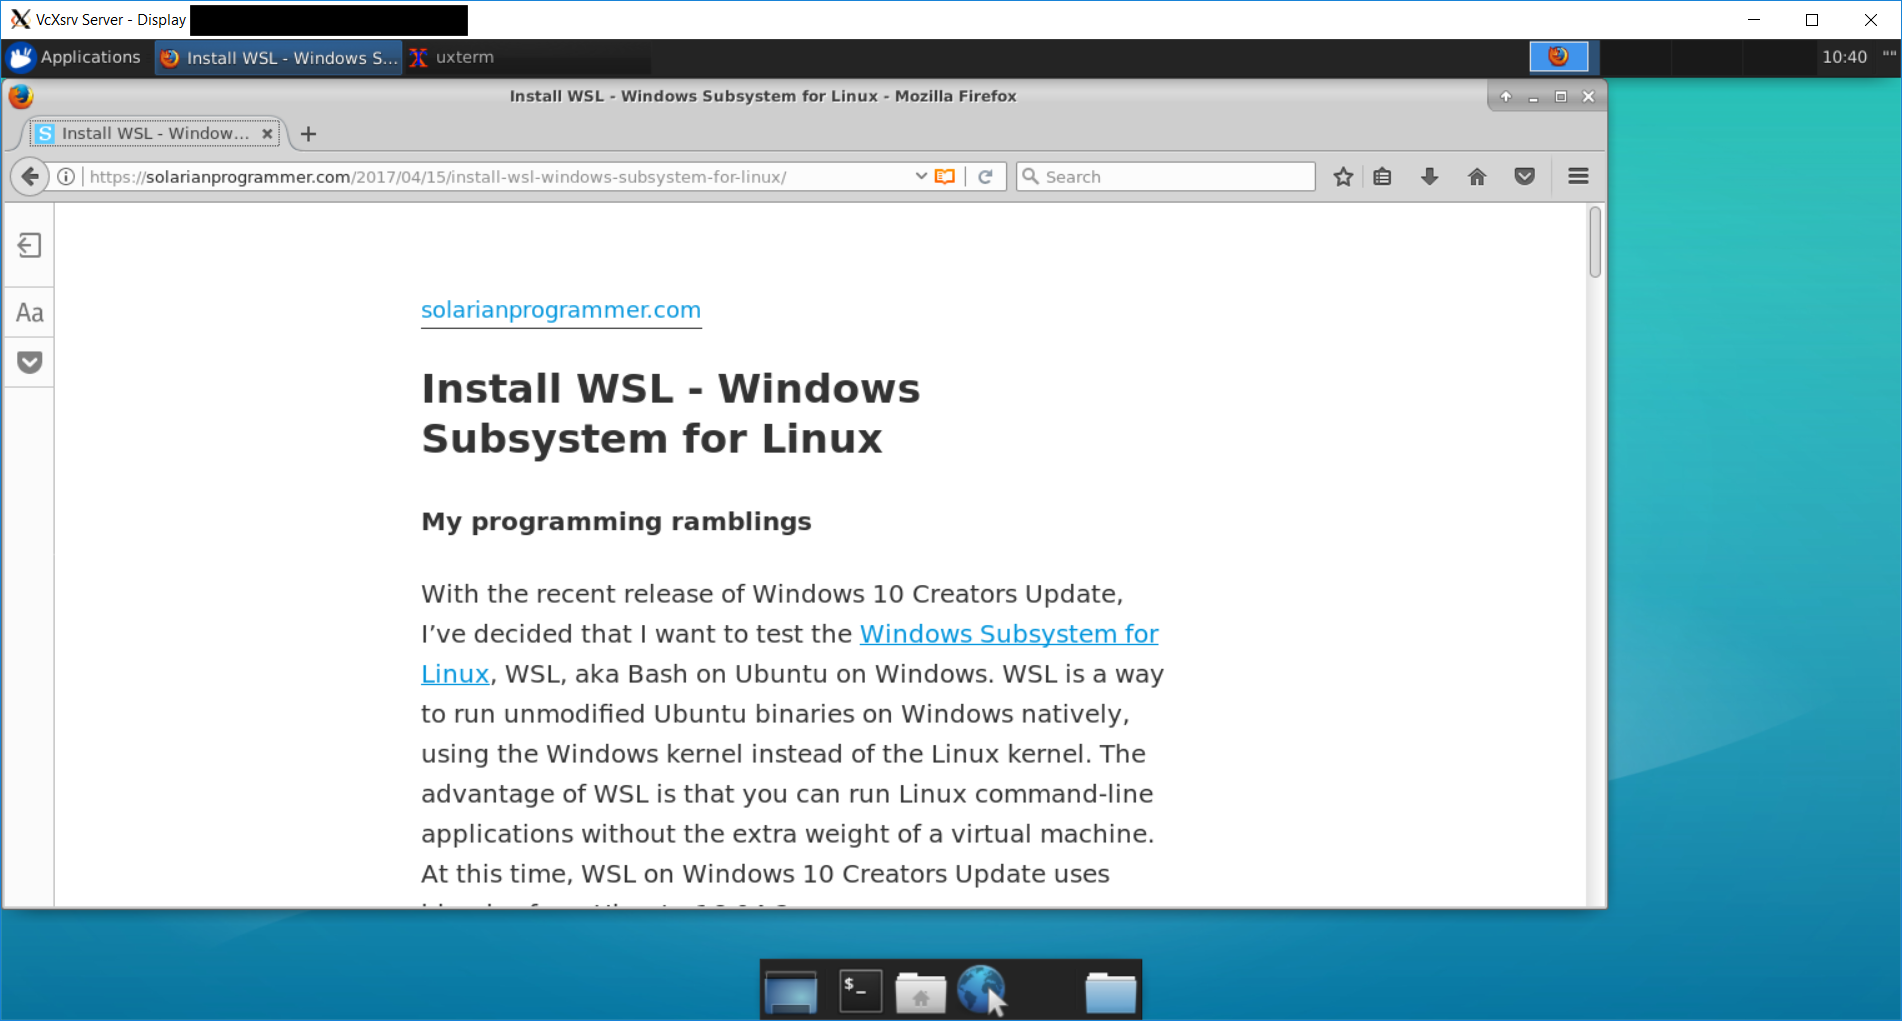 VcXsrv Server - Display
Applications
Install WSL - Windows S...
uxterm
10:40
""
Install WSL - Windows Subsystem for Linux - Mozilla Firefox
S Install WSL - Window...
https://solarianprogrammer.com/2017/04/15/install-wsl-windows-subsystem-for-linux/
Search
Aa
solarianprogrammer.com
Install WSL - Windows
Subsystem for Linux
My programming ramblings
With the recent release of Windows 10 Creators Update,
I’ve decided that I want to test the Windows Subsystem for
Linux, WSL, aka Bash on Ubuntu on Windows. WSL is a way
to run unmodified Ubuntu binaries on Windows natively,
using the Windows kernel instead of the Linux kernel. The
advantage of WSL is that you can run Linux command-line
applications without the extra weight of a virtual machine.
At this time, WSL on Windows 10 Creators Update uses
$_